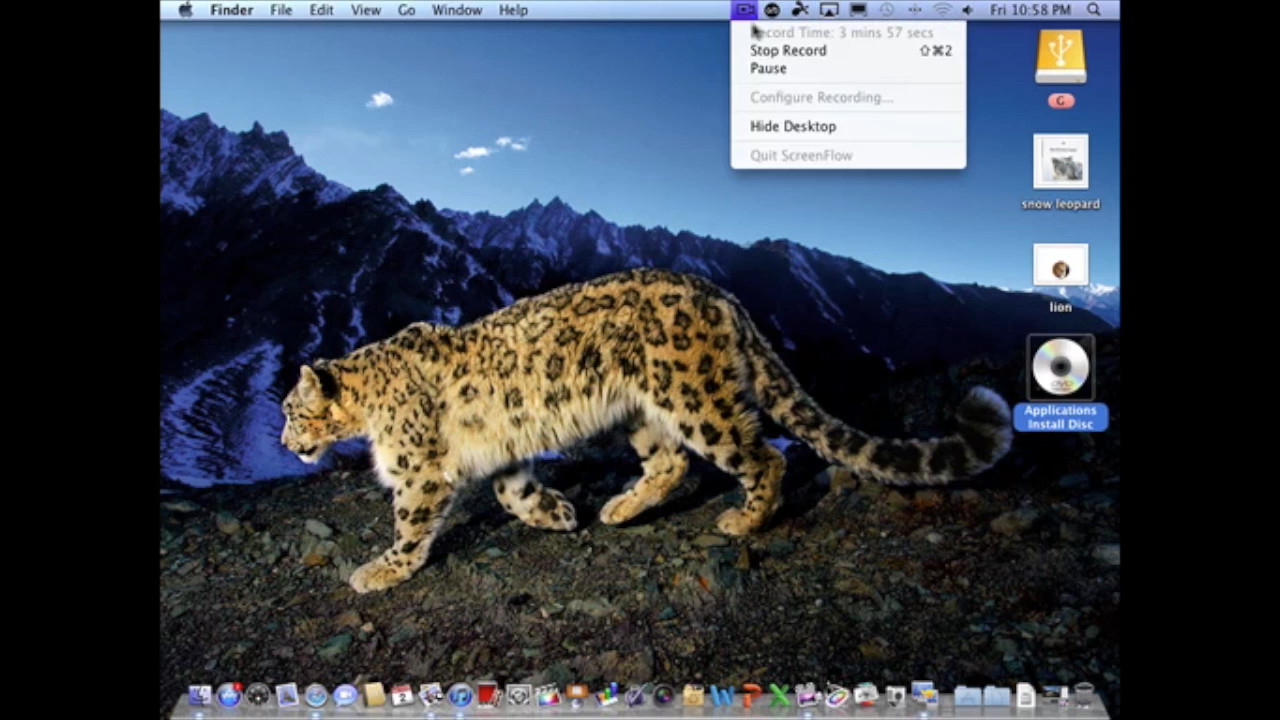 Finder File Edit View Go Window Help Fri 10:58 PM
ecord Time: 3 mins 57 secs
Stop Record ⇧⌘2
Pause
Configure Recording...
Hide Desktop
Quit ScreenFlow
G
snow leopard
lion
Applications
Install Disc